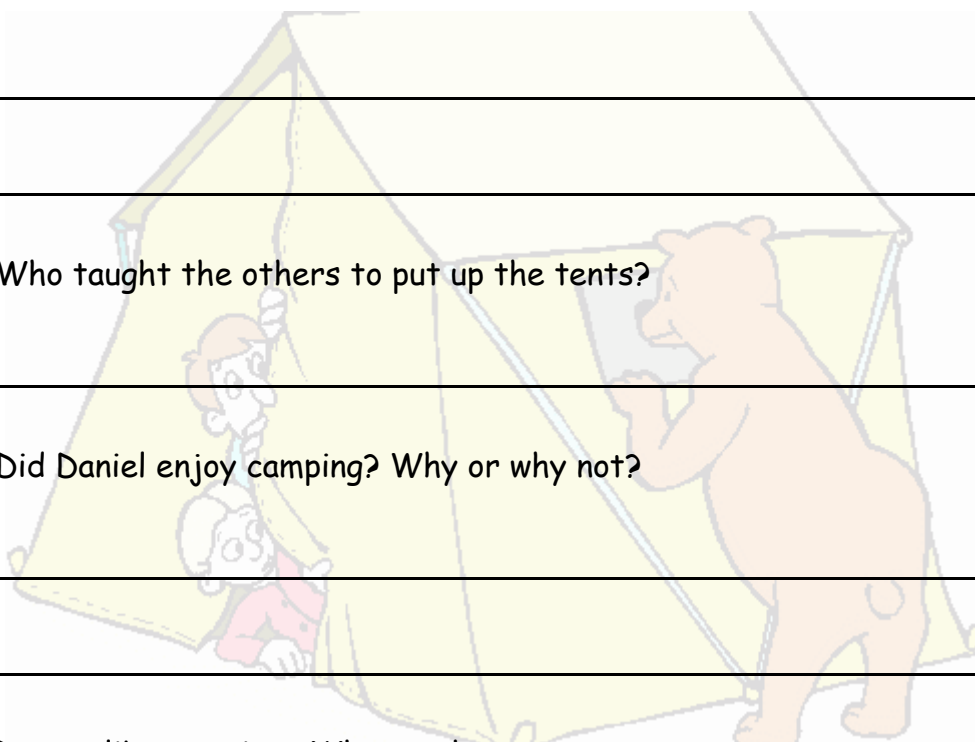 Who taught the others to put up the tents?
Did Daniel enjoy camping? Why or why not?